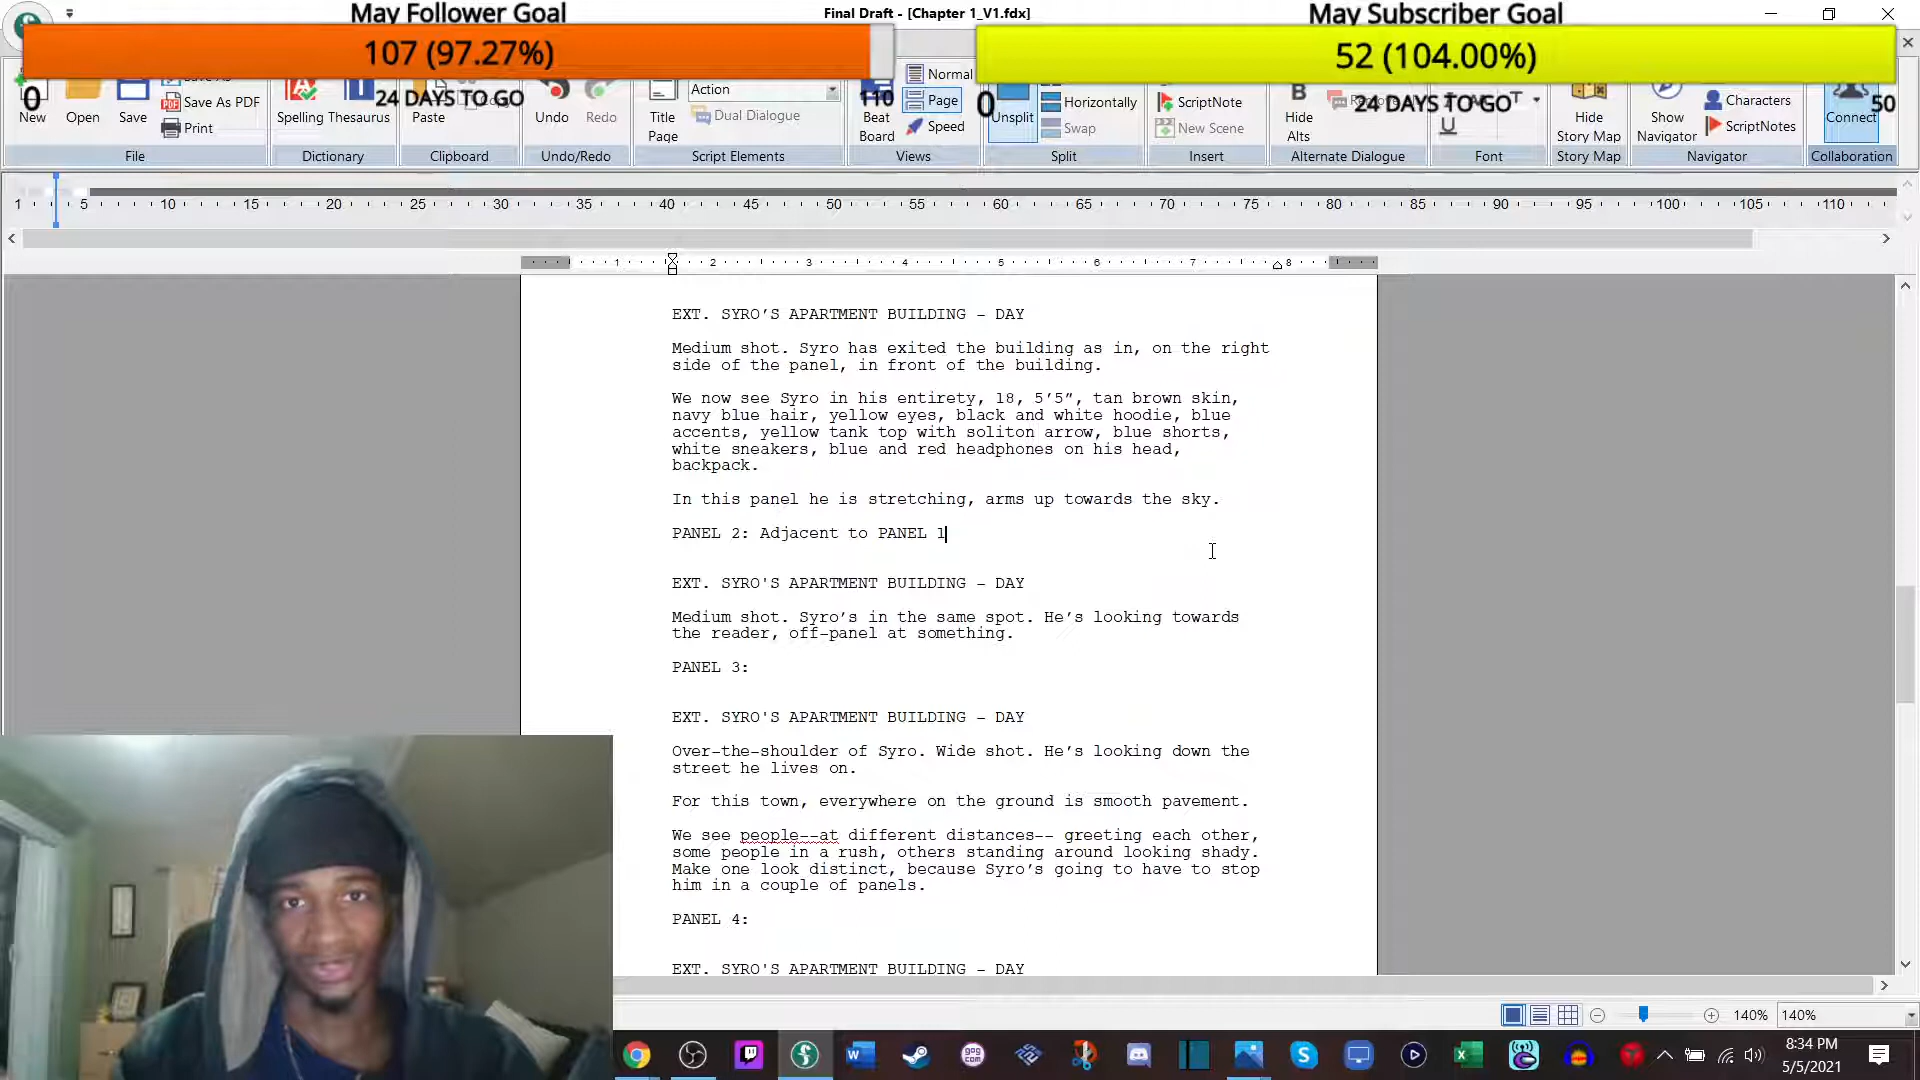 May Follower Goal
Final Draft - [Chapter 1_V1.fdx]
May Subscriber Goal
107 (97.27%)
52 (104.00%)
0
24 DAYS TO GO
110
0
24 DAYS TO GO
50
New
Open
Save
Save As PDF
Print
File
Spelling
Thesaurus
Dictionary
Paste
Clipboard
Undo
Redo
Undo/Redo
Title Page
Action
Dual Dialogue
Script Elements
Beat Board
Normal
Page
Speed
Views
Unsplit
Horizontally
Swap
Split
ScriptNote
New Scene
Insert
Hide Alts
Alternate Dialogue
B
U
Font
Hide Story Map
Story Map
Show Navigator
Characters
ScriptNotes
Navigator
Connect
Collaboration
1 5 10 15 20 25 30 35 40 45 50 55 60 65 70 75 80 85 90 95 100 105 110
1 2 3 4 5 6 7 8
EXT. SYRO’S APARTMENT BUILDING – DAY
Medium shot. Syro has exited the building as in, on the right
side of the panel, in front of the building.
We now see Syro in his entirety, 18, 5’5”, tan brown skin,
navy blue hair, yellow eyes, black and white hoodie, blue
accents, yellow tank top with soliton arrow, blue shorts,
white sneakers, blue and red headphones on his head,
backpack.
In this panel he is stretching, arms up towards the sky.
PANEL 2: Adjacent to PANEL 1
EXT. SYRO'S APARTMENT BUILDING – DAY
Medium shot. Syro’s in the same spot. He’s looking towards
the reader, off-panel at something.
PANEL 3:
EXT. SYRO'S APARTMENT BUILDING – DAY
Over-the-shoulder of Syro. Wide shot. He’s looking down the
street he lives on.
For this town, everywhere on the ground is smooth pavement.
We see people--at different distances-- greeting each other,
some people in a rush, others standing around looking shady.
Make one look distinct, because Syro’s going to have to stop
him in a couple of panels.
PANEL 4:
EXT. SYRO'S APARTMENT BUILDING – DAY
140%
140%
8:34 PM
5/5/2021